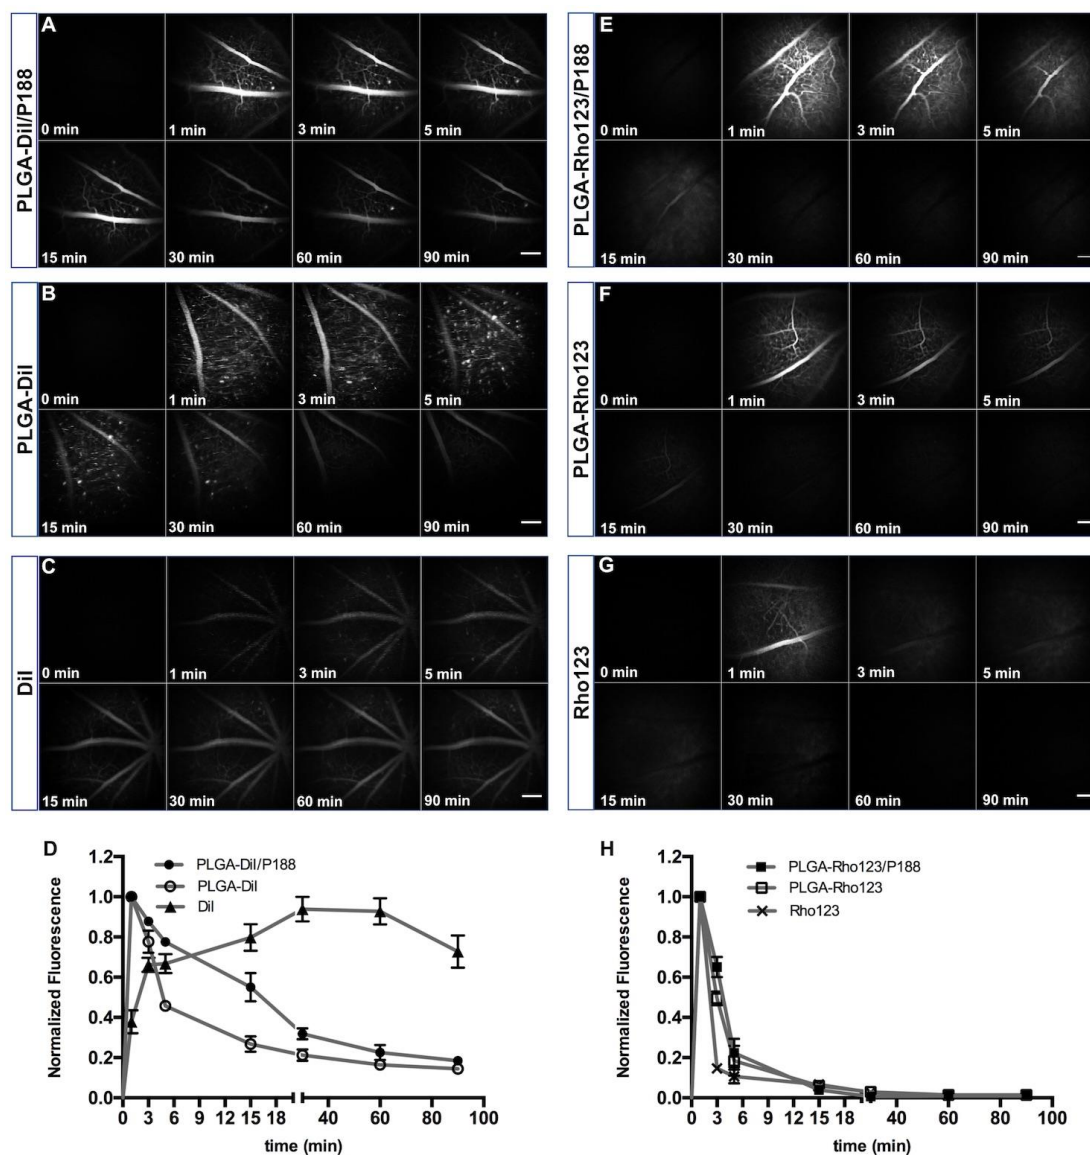 A
PLGA-DiI/P188
0 min
1 min
3 min
5 min
15 min
30 min
60 min
90 min
B
PLGA-DiI
0 min
1 min
3 min
5 min
15 min
30 min
60 min
90 min
C
DiI
0 min
1 min
3 min
5 min
15 min
30 min
60 min
90 min
D
PLGA-DiI/P188
PLGA-DiI
DiI
Normalized Fluorescence
1.2
1.0
0.8
0.6
0.4
0.2
0.0
0 3 6 9 12 15 18 40 60 80 100
time (min)
E
PLGA-Rho123/P188
0 min
1 min
3 min
5 min
15 min
30 min
60 min
90 min
F
PLGA-Rho123
0 min
1 min
3 min
5 min
15 min
30 min
60 min
90 min
G
Rho123
0 min
1 min
3 min
5 min
15 min
30 min
60 min
90 min
H
PLGA-Rho123/P188
PLGA-Rho123
Rho123
Normalized Fluorescence
1.2
1.0
0.8
0.6
0.4
0.2
0.0
0 3 6 9 12 15 18 40 60 80 100
time (min)